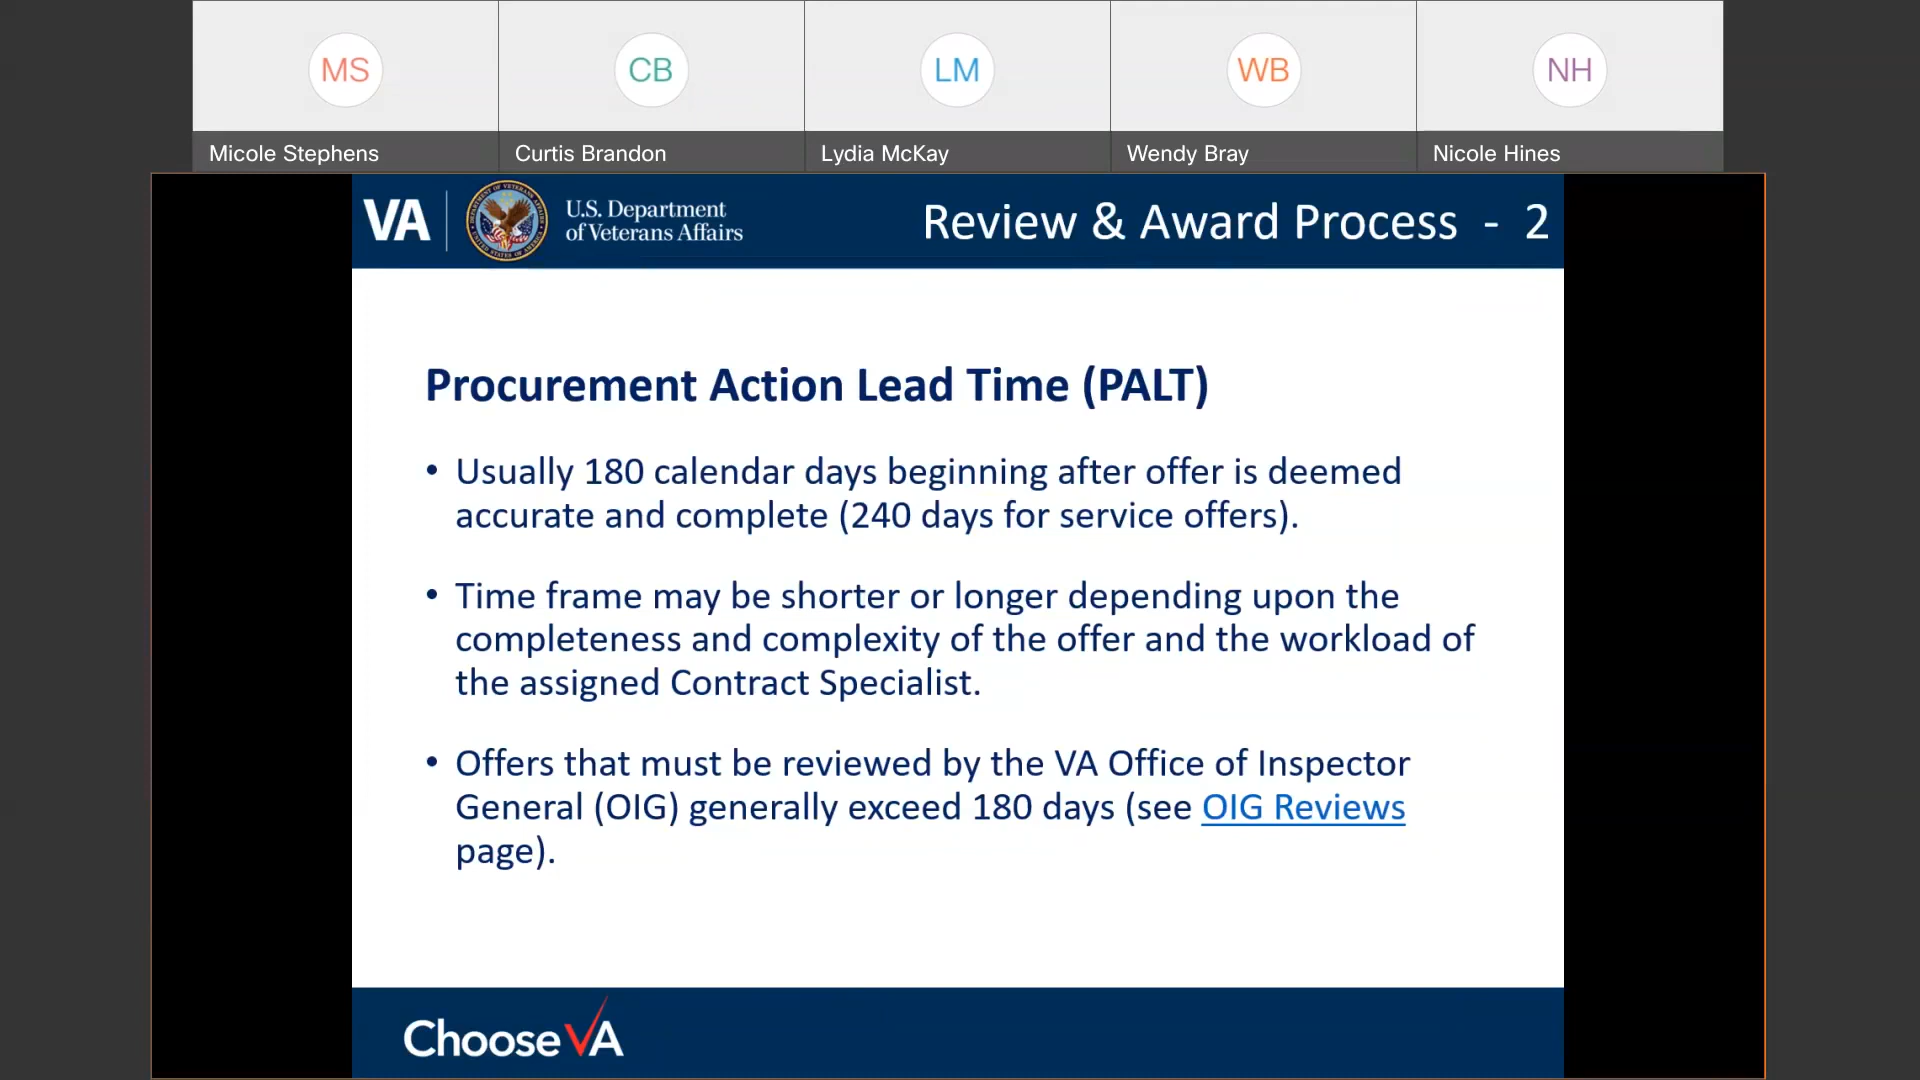 MS
CB
LM
WB
NH
Micole Stephens
Curtis Brandon
Lydia McKay
Wendy Bray
Nicole Hines
VA
U.S. Department
of Veterans Affairs
Review & Award Process - 2
Procurement Action Lead Time (PALT)
• Usually 180 calendar days beginning after offer is deemed
accurate and complete (240 days for service offers).
• Time frame may be shorter or longer depending upon the
completeness and complexity of the offer and the workload of
the assigned Contract Specialist.
• Offers that must be reviewed by the VA Office of Inspector
General (OIG) generally exceed 180 days (see OIG Reviews
page).
ChooseVA